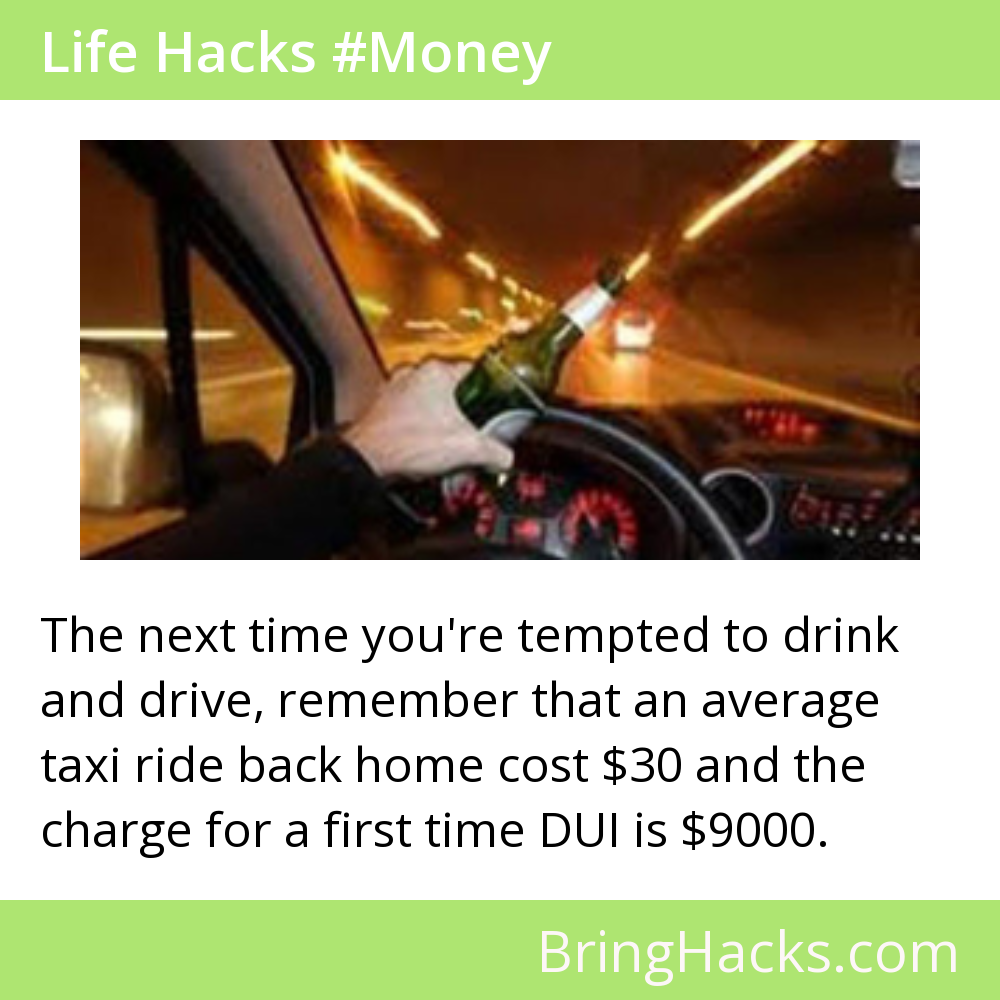 Life Hacks #Money
The next time you're tempted to drink
and drive, remember that an average
taxi ride back home cost $30 and the
charge for a first time DUI is $9000.
BringHacks.com